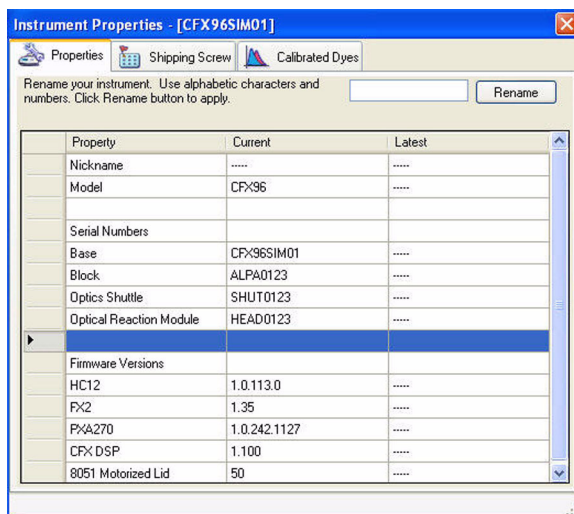 Instrument Properties - [CFX96SIM01]
Properties Shipping Screw Calibrated Dyes
Rename your instrument. Use alphabetic characters and
numbers. Click Rename button to apply.
Rename
Property Current Latest
Nickname ----- -----
Model CFX96 -----
Serial Numbers
Base CFX96SIM01 -----
Block ALPA0123 -----
Optics Shuttle SHUT0123 -----
Optical Reaction Module HEAD0123 -----
Firmware Versions
HC12 1.0.113.0 -----
FX2 1.35 -----
PXA270 1.0.242.1127 -----
CFX DSP 1.100 -----
8051 Motorized Lid 50 -----